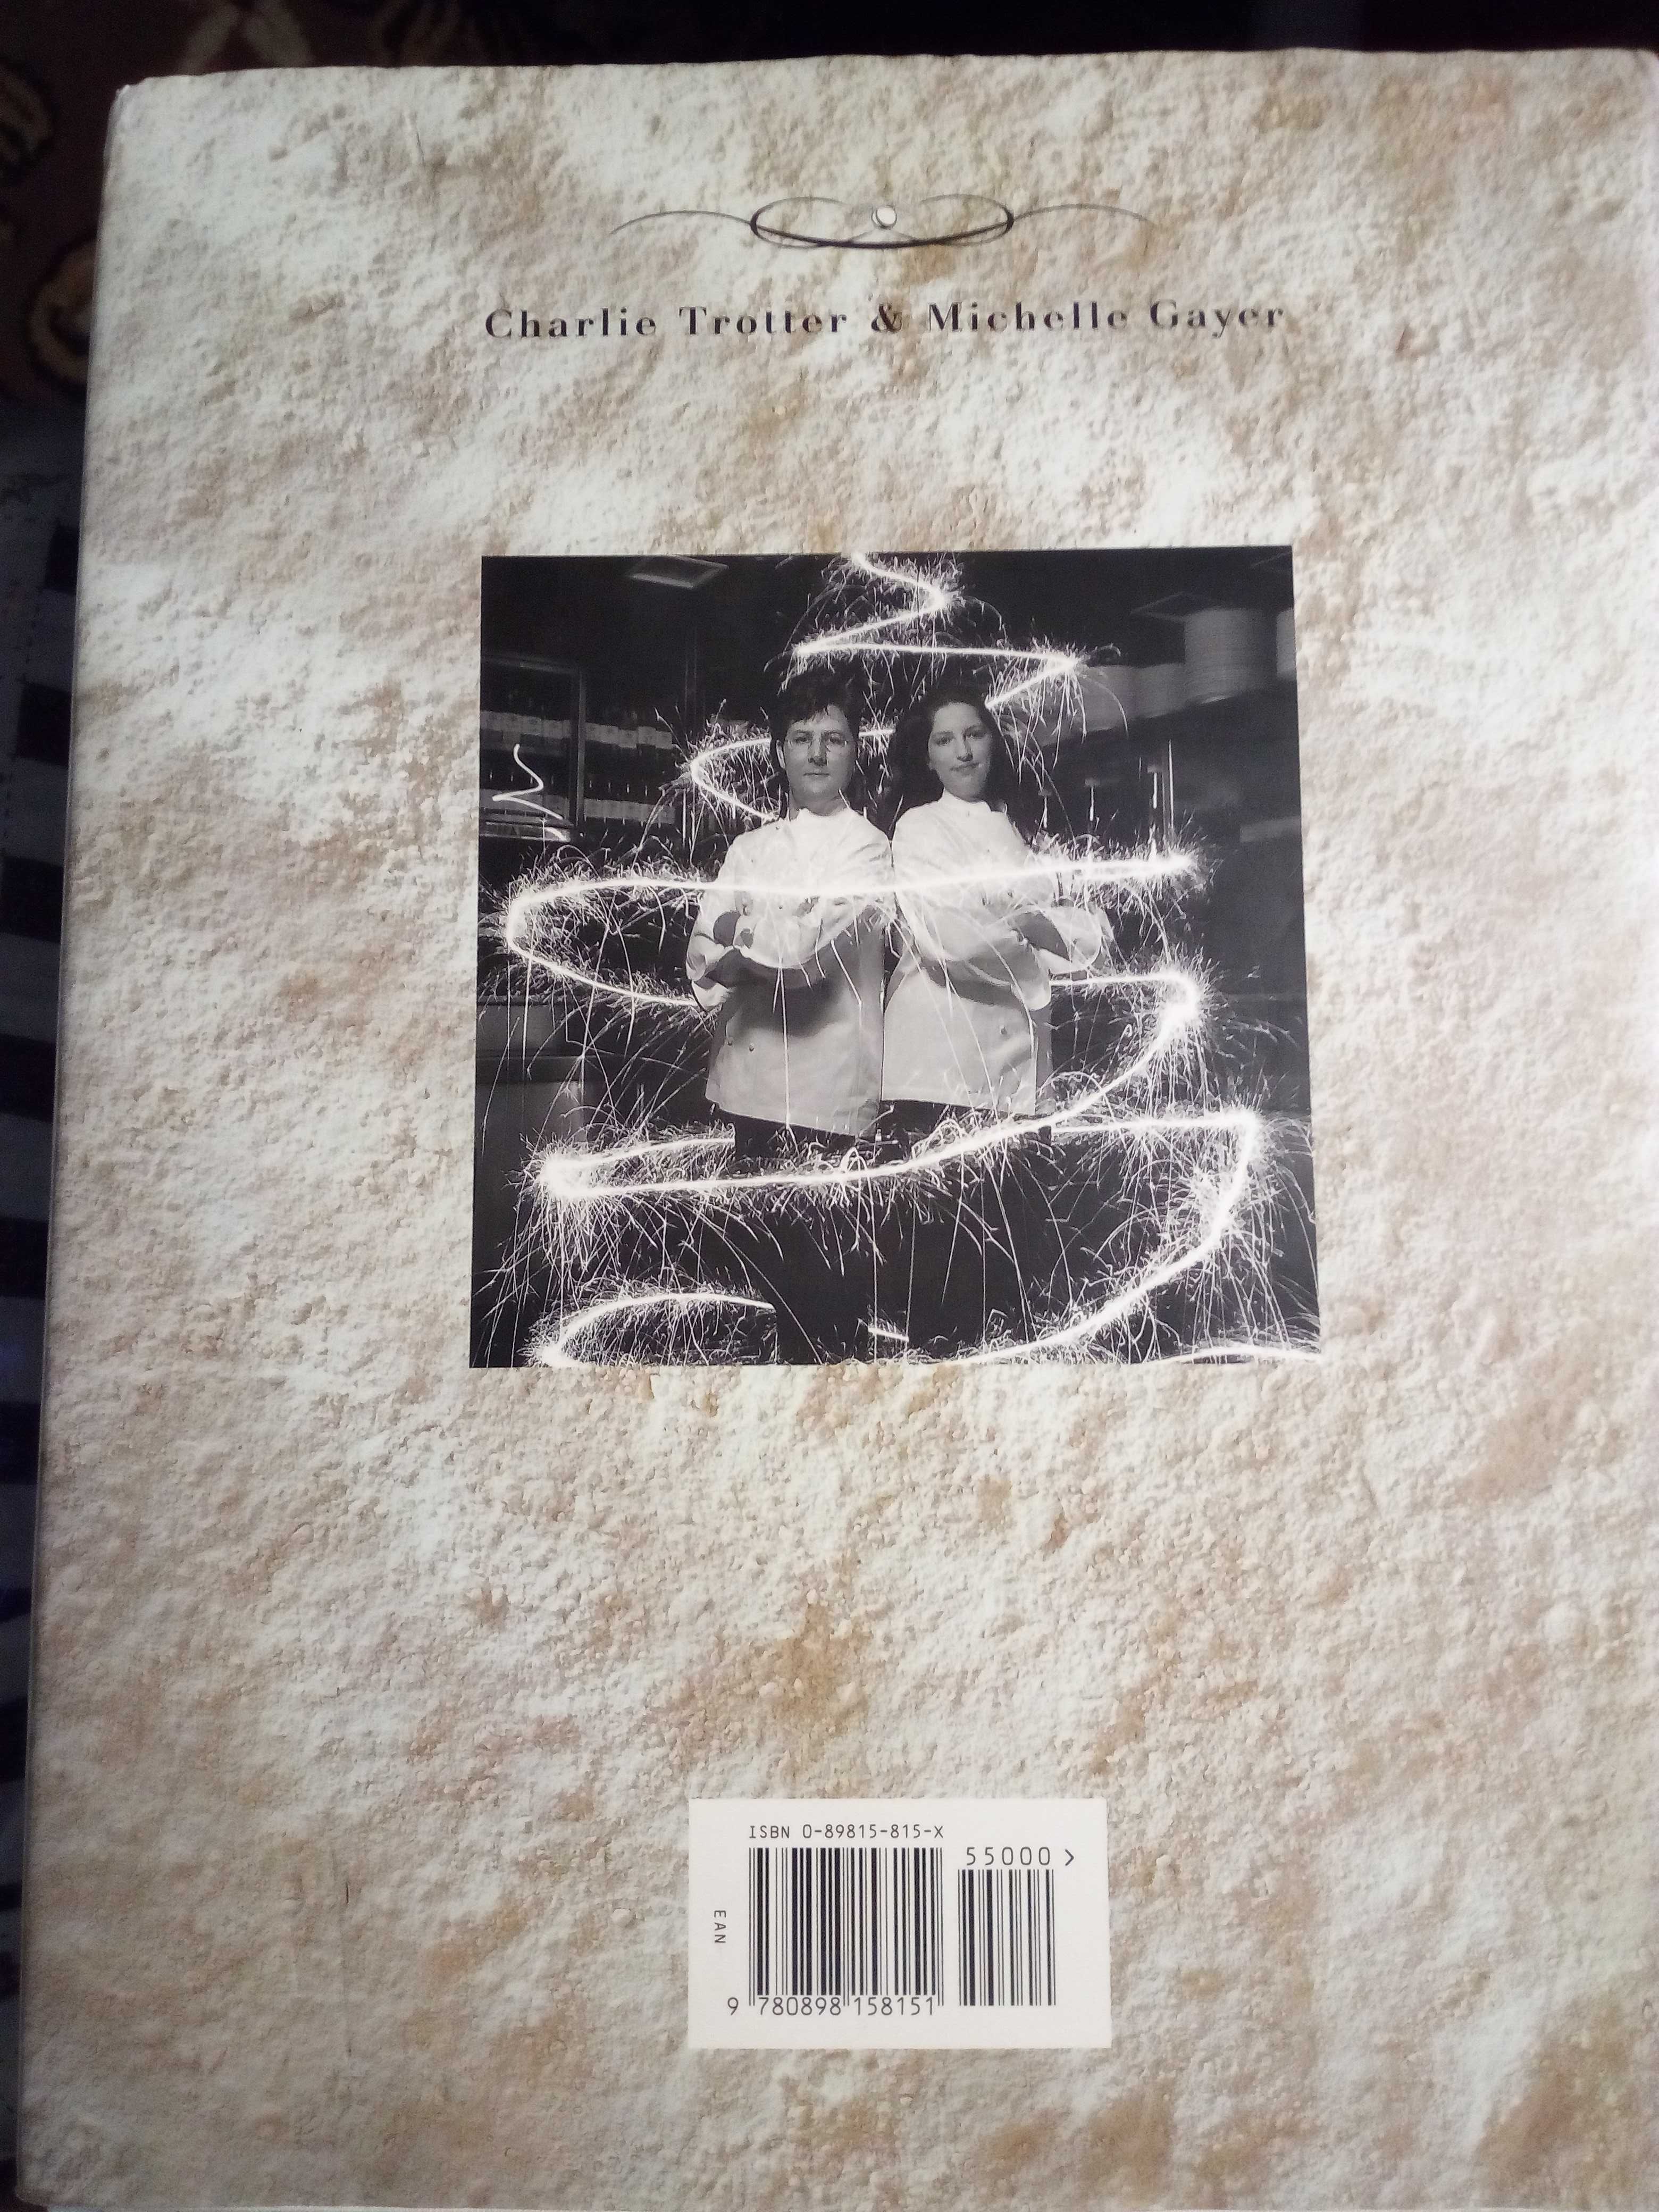 Charlie Trotter & Michelle Gayer
ISBN 0-89815-815-X
55000 >
EAN
9 780898 158151